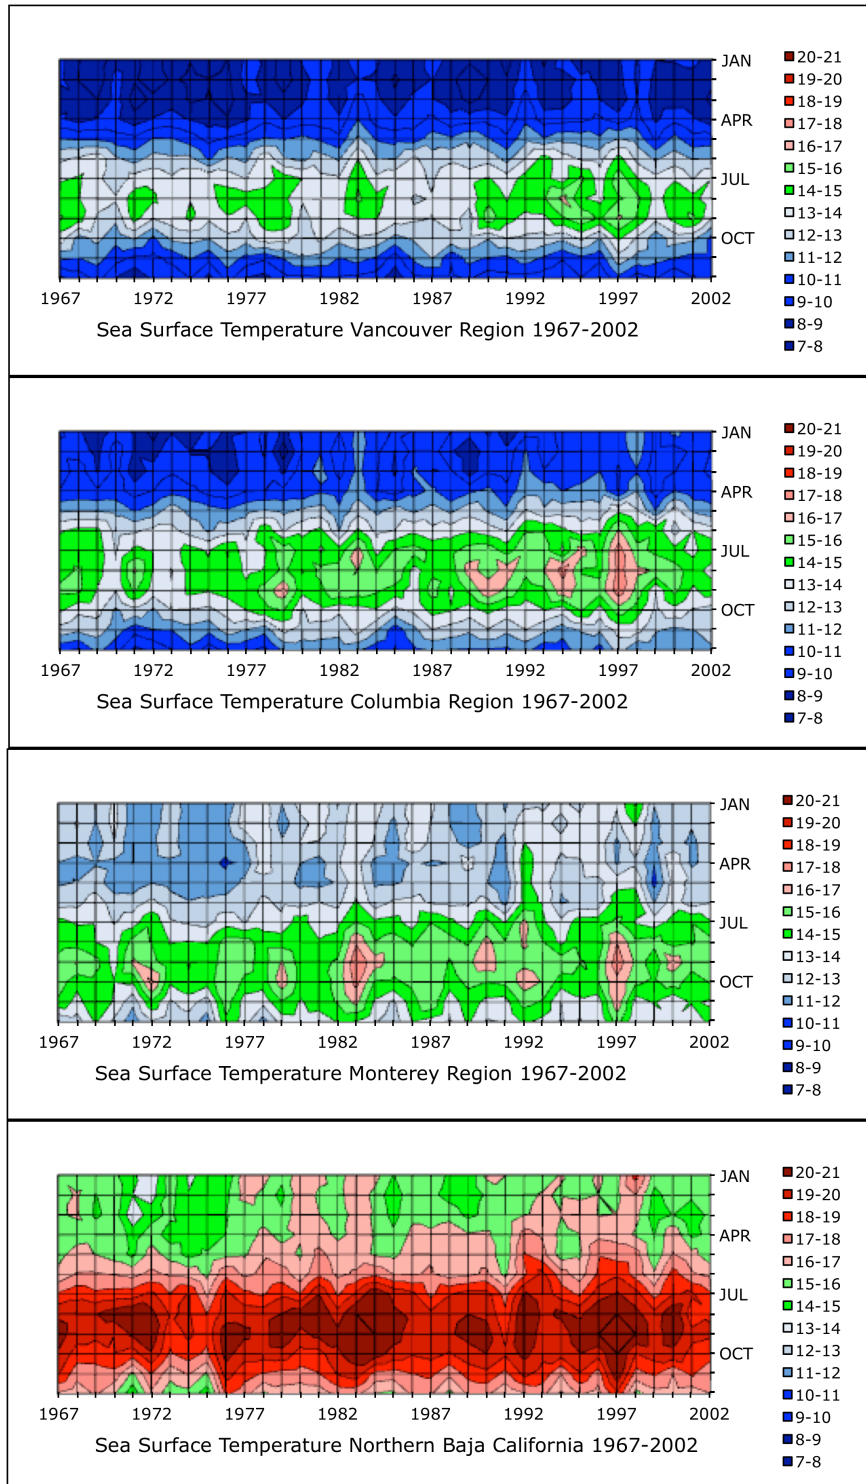 20-21
JAN
19-20
18-19
17-18
APR
16-17
15-16
JUL
14-15
13-14
12-13
OCT
11-12
10-11
1967 1972 1977 1982 1987 1992 1997 2002
9-10
8-9
Sea Surface Temperature Vancouver Region 1967-2002
7-8
20-21
JAN
19-20
18-19
17-18
APR
16-17
15-16
JUL
14-15
13-14
12-13
OCT
11-12
10-11
1967 1972 1977 1982 1987 1992 1997 2002
9-10
8-9
Sea Surface Temperature Columbia Region 1967-2002
7-8
20-21
JAN
19-20
18-19
17-18
APR
16-17
15-16
JUL
14-15
13-14
12-13
OCT
11-12
10-11
1967 1972 1977 1982 1987 1992 1997 2002
9-10
8-9
Sea Surface Temperature Monterey Region 1967-2002
7-8
20-21
JAN
19-20
18-19
17-18
APR
16-17
15-16
JUL
14-15
13-14
12-13
OCT
11-12
10-11
1967 1972 1977 1982 1987 1992 1997 2002
9-10
8-9
Sea Surface Temperature Northern Baja California 1967-2002
7-8